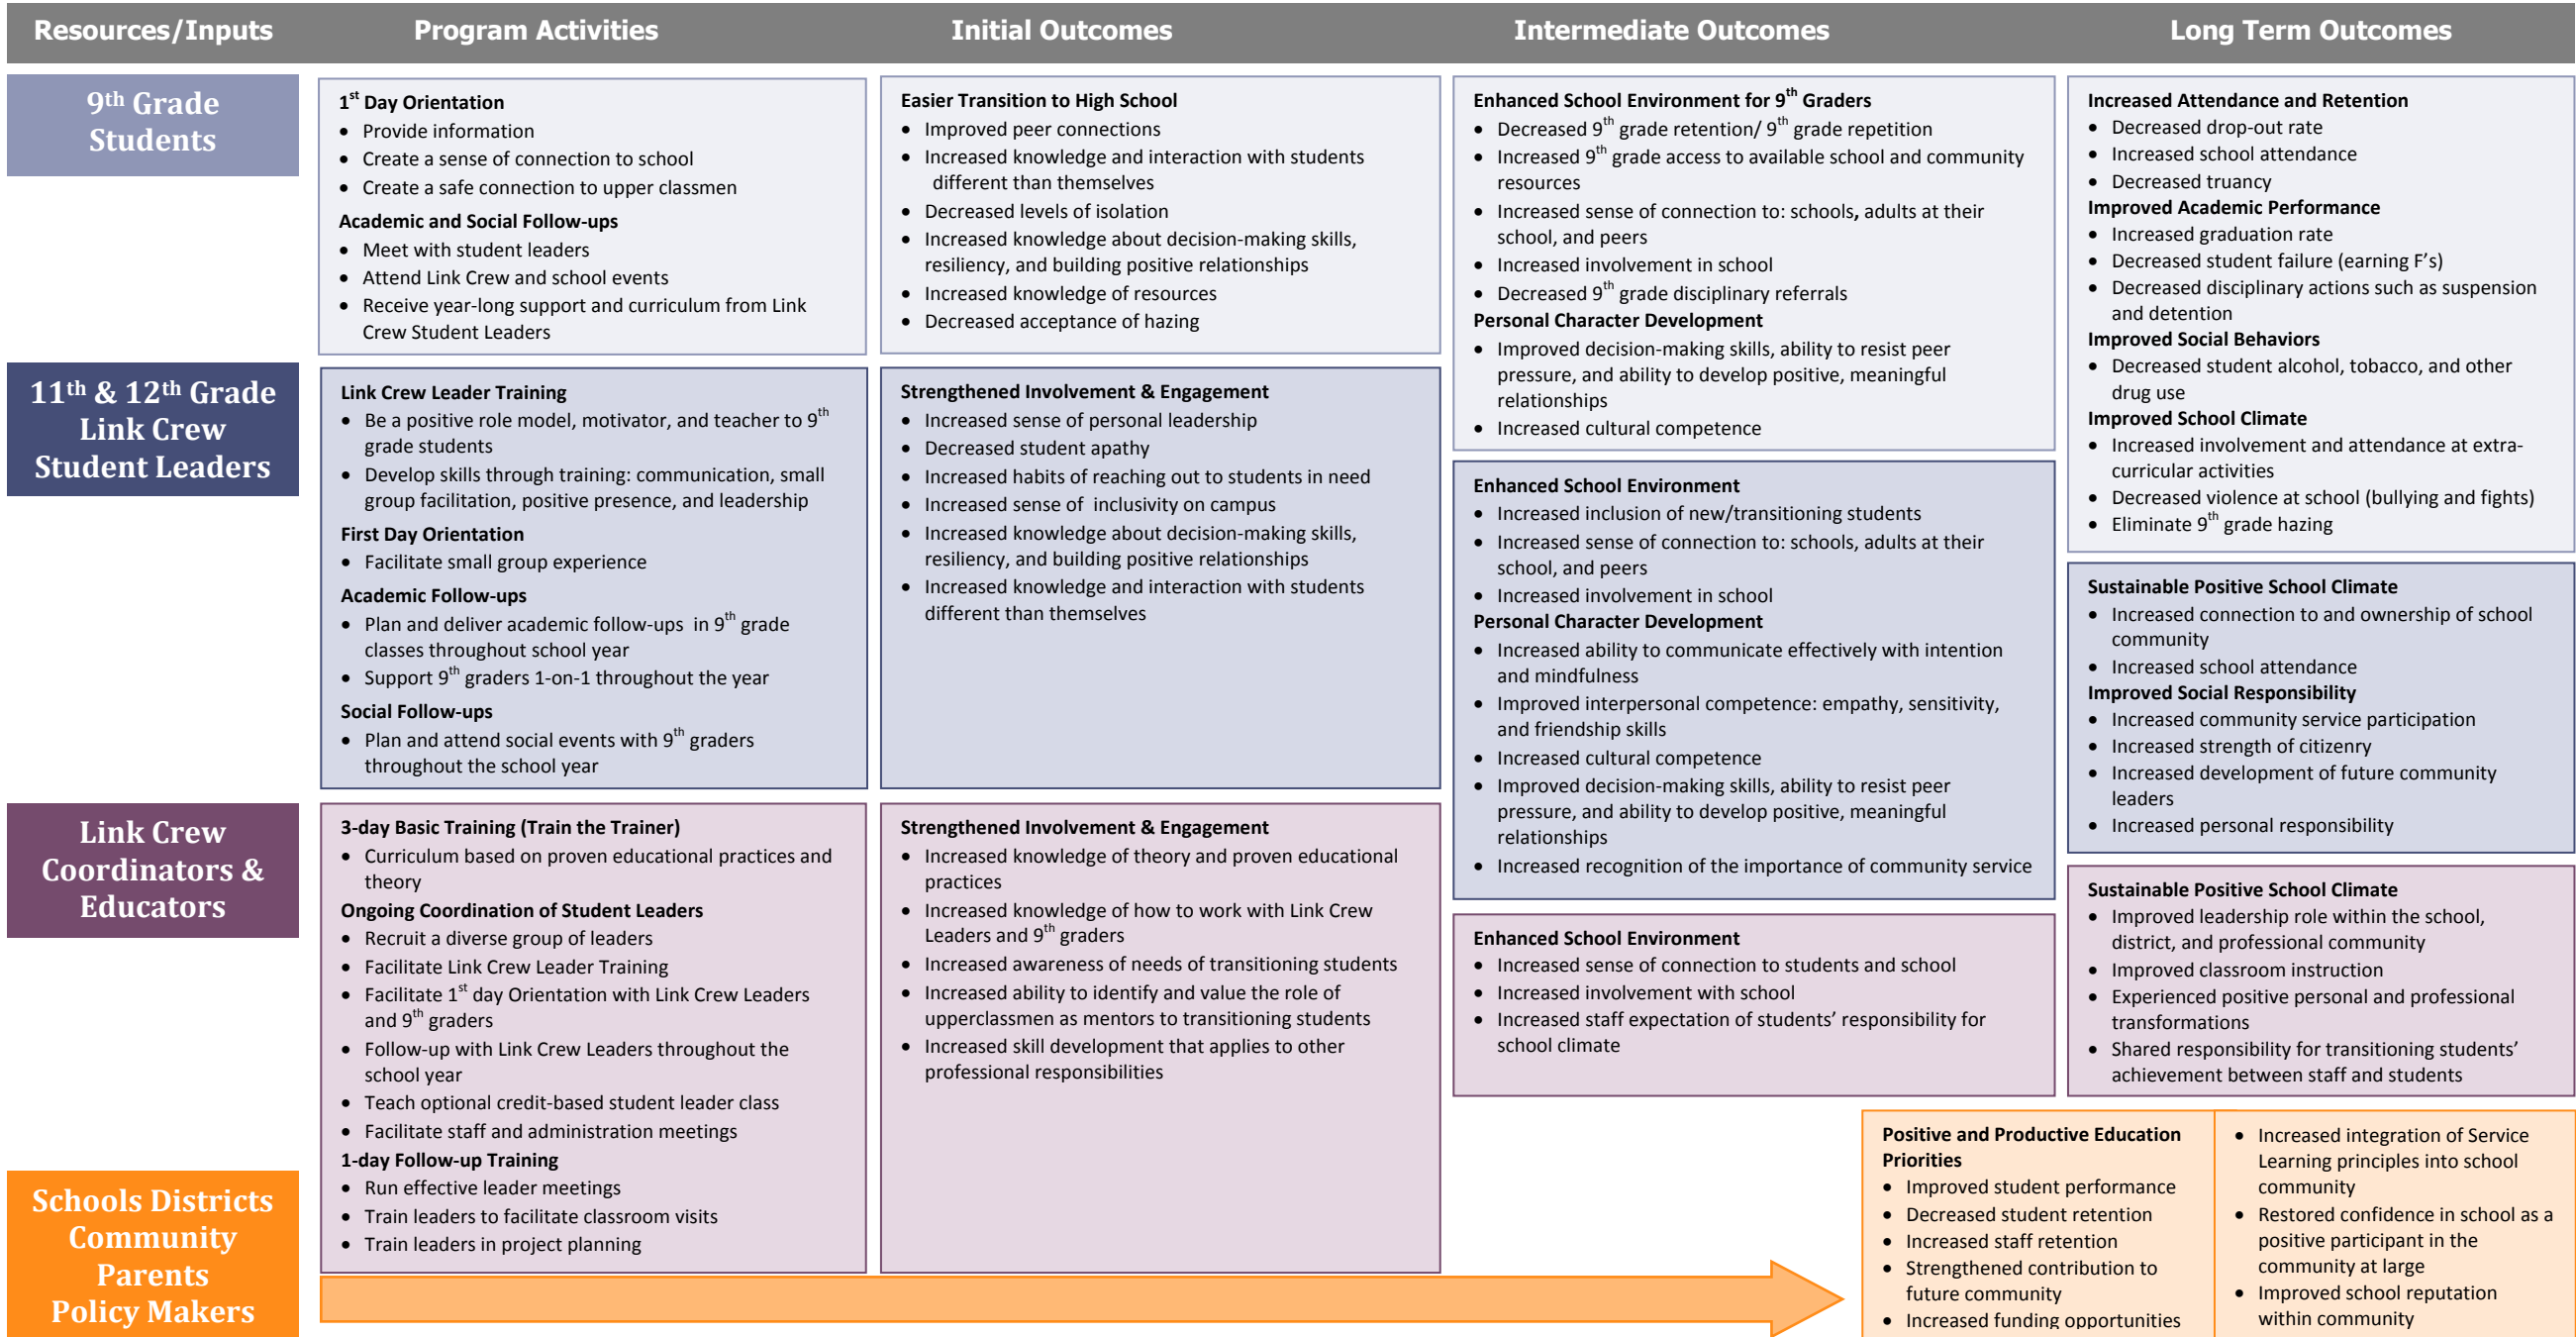 Resources/Inputs
Program Activities
Initial Outcomes
Intermediate Outcomes
Long Term Outcomes
9th Grade
Students
1st Day Orientation
• Provide information
• Create a sense of connection to school
• Create a safe connection to upper classmen
Academic and Social Follow-ups
• Meet with student leaders
• Attend Link Crew and school events
• Receive year-long support and curriculum from Link
Crew Student Leaders
Easier Transition to High School
• Improved peer connections
• Increased knowledge and interaction with students
different than themselves
• Decreased levels of isolation
• Increased knowledge about decision-making skills,
resiliency, and building positive relationships
• Increased knowledge of resources
• Decreased acceptance of hazing
Enhanced School Environment for 9th Graders
• Decreased 9th grade retention/ 9th grade repetition
• Increased 9th grade access to available school and community
resources
• Increased sense of connection to: schools, adults at their
school, and peers
• Increased involvement in school
• Decreased 9th grade disciplinary referrals
Personal Character Development
• Improved decision-making skills, ability to resist peer
pressure, and ability to develop positive, meaningful
relationships
• Increased cultural competence
Increased Attendance and Retention
• Decreased drop-out rate
• Increased school attendance
• Decreased truancy
Improved Academic Performance
• Increased graduation rate
• Decreased student failure (earning F's)
• Decreased disciplinary actions such as suspension
and detention
Improved Social Behaviors
• Decreased student alcohol, tobacco, and other
drug use
Improved School Climate
• Increased involvement and attendance at extra-
curricular activities
• Decreased violence at school (bullying and fights)
• Eliminate 9th grade hazing
11th & 12th Grade
Link Crew
Student Leaders
Link Crew Leader Training
• Be a positive role model, motivator, and teacher to 9th
grade students
• Develop skills through training: communication, small
group facilitation, positive presence, and leadership
First Day Orientation
• Facilitate small group experience
Academic Follow-ups
• Plan and deliver academic follow-ups in 9th grade
classes throughout school year
• Support 9th graders 1-on-1 throughout the year
Social Follow-ups
• Plan and attend social events with 9th graders
throughout the school year
Strengthened Involvement & Engagement
• Increased sense of personal leadership
• Decreased student apathy
• Increased habits of reaching out to students in need
• Increased sense of inclusivity on campus
• Increased knowledge about decision-making skills,
resiliency, and building positive relationships
• Increased knowledge and interaction with students
different than themselves
Enhanced School Environment
• Increased inclusion of new/transitioning students
• Increased sense of connection to: schools, adults at their
school, and peers
• Increased involvement in school
Personal Character Development
• Increased ability to communicate effectively with intention
and mindfulness
• Improved interpersonal competence: empathy, sensitivity,
and friendship skills
• Increased cultural competence
• Improved decision-making skills, ability to resist peer
pressure, and ability to develop positive, meaningful
relationships
• Increased recognition of the importance of community service
Sustainable Positive School Climate
• Increased connection to and ownership of school
community
• Increased school attendance
Improved Social Responsibility
• Increased community service participation
• Increased strength of citizenry
• Increased development of future community
leaders
• Increased personal responsibility
Link Crew
Coordinators &
Educators
3-day Basic Training (Train the Trainer)
• Curriculum based on proven educational practices and
theory
Ongoing Coordination of Student Leaders
• Recruit a diverse group of leaders
• Facilitate Link Crew Leader Training
• Facilitate 1st day Orientation with Link Crew Leaders
and 9th graders
• Follow-up with Link Crew Leaders throughout the
school year
• Teach optional credit-based student leader class
• Facilitate staff and administration meetings
1-day Follow-up Training
• Run effective leader meetings
• Train leaders to facilitate classroom visits
• Train leaders in project planning
Strengthened Involvement & Engagement
• Increased knowledge of theory and proven educational
practices
• Increased knowledge of how to work with Link Crew
Leaders and 9th graders
• Increased awareness of needs of transitioning students
• Increased ability to identify and value the role of
upperclassmen as mentors to transitioning students
• Increased skill development that applies to other
professional responsibilities
Enhanced School Environment
• Increased sense of connection to students and school
• Increased involvement with school
• Increased staff expectation of students' responsibility for
school climate
Sustainable Positive School Climate
• Improved leadership role within the school,
district, and professional community
• Improved classroom instruction
• Experienced positive personal and professional
transformations
• Shared responsibility for transitioning students'
achievement between staff and students
Schools Districts
Community
Parents
Policy Makers
Positive and Productive Education
Priorities
• Improved student performance
• Decreased student retention
• Increased staff retention
• Strengthened contribution to
future community
• Increased funding opportunities
• Increased integration of Service
Learning principles into school
community
• Restored confidence in school as a
positive participant in the
community at large
• Improved school reputation
within community